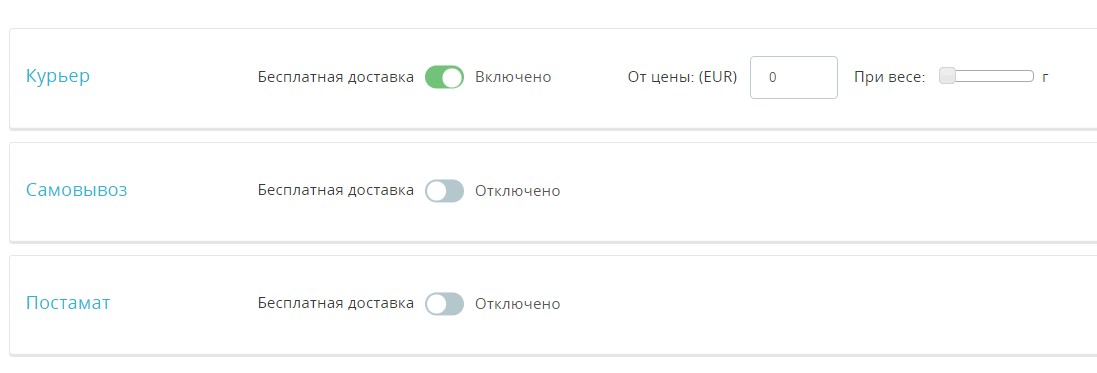 Курьер Бесплатная доставка Включено От цены: (EUR) 0 При весе: г
Самовывоз Бесплатная доставка Отключено
Постамат Бесплатная доставка Отключено